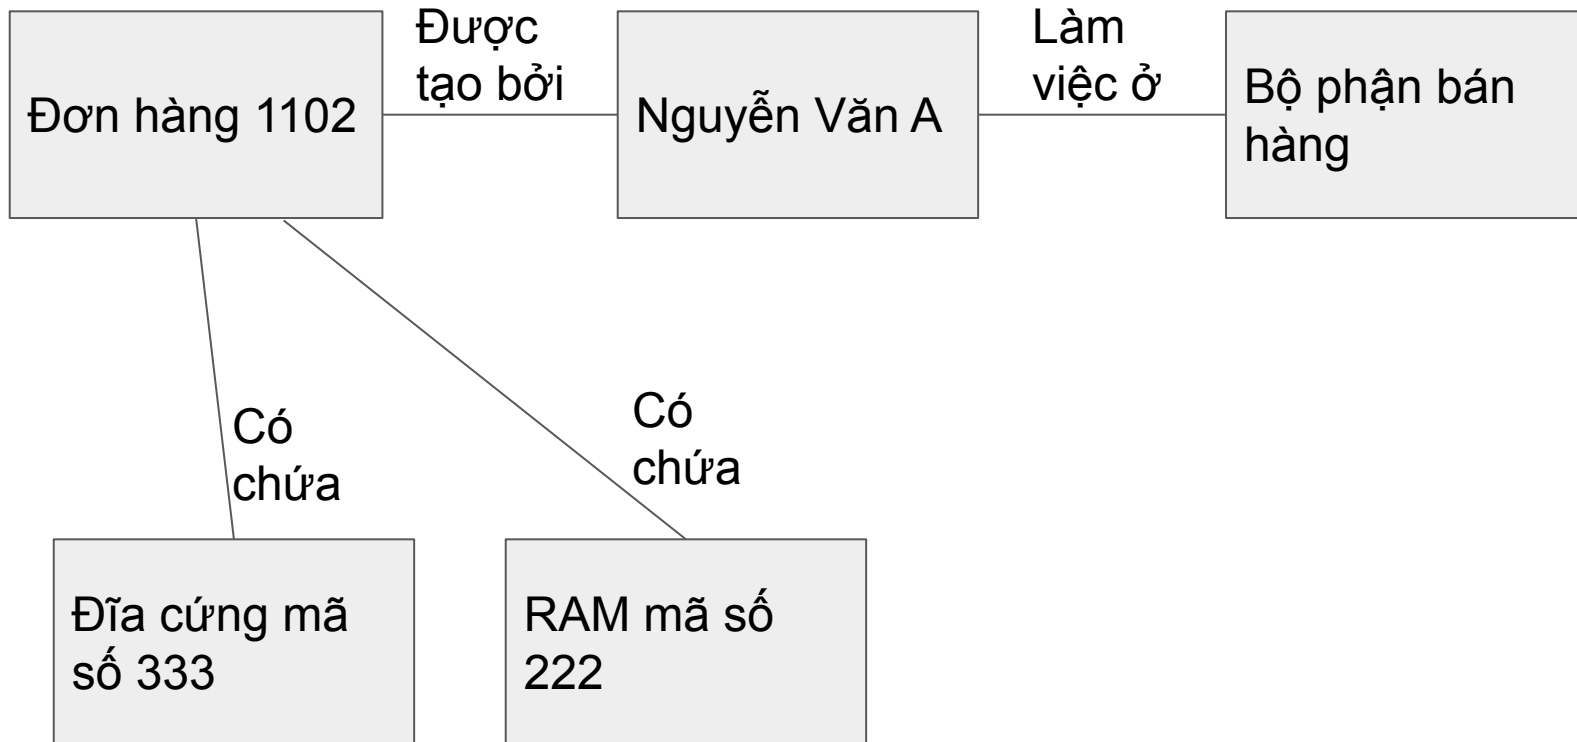 Đơn hàng 1102
Được
tạo bởi
Nguyễn Văn A
Làm
việc ở
Bộ phận bán
hàng
Có
chứa
Có
chứa
Đĩa cứng mã
số 333
RAM mã số
222